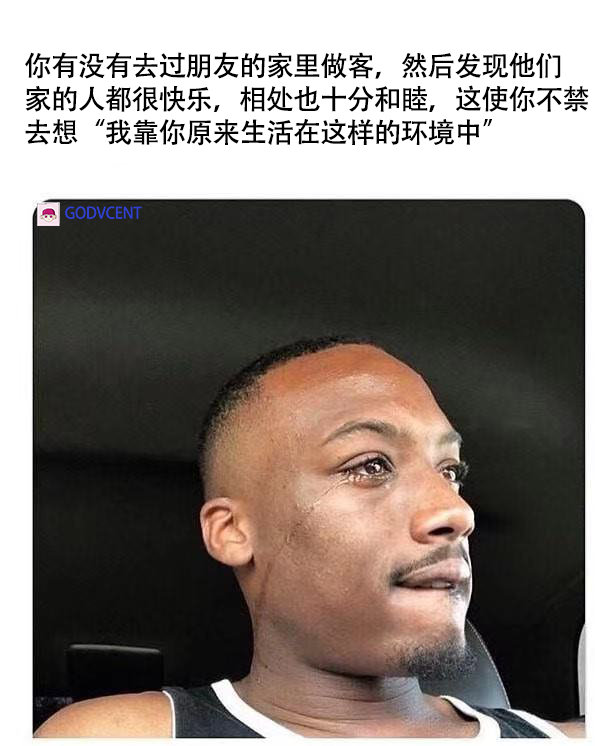 你有没有去过朋友的家里做客，然后发现他们
家的人都很快乐，相处也十分和睦，这使你不禁
去想“我靠你原来生活在这样的环境中”
GODVCENT